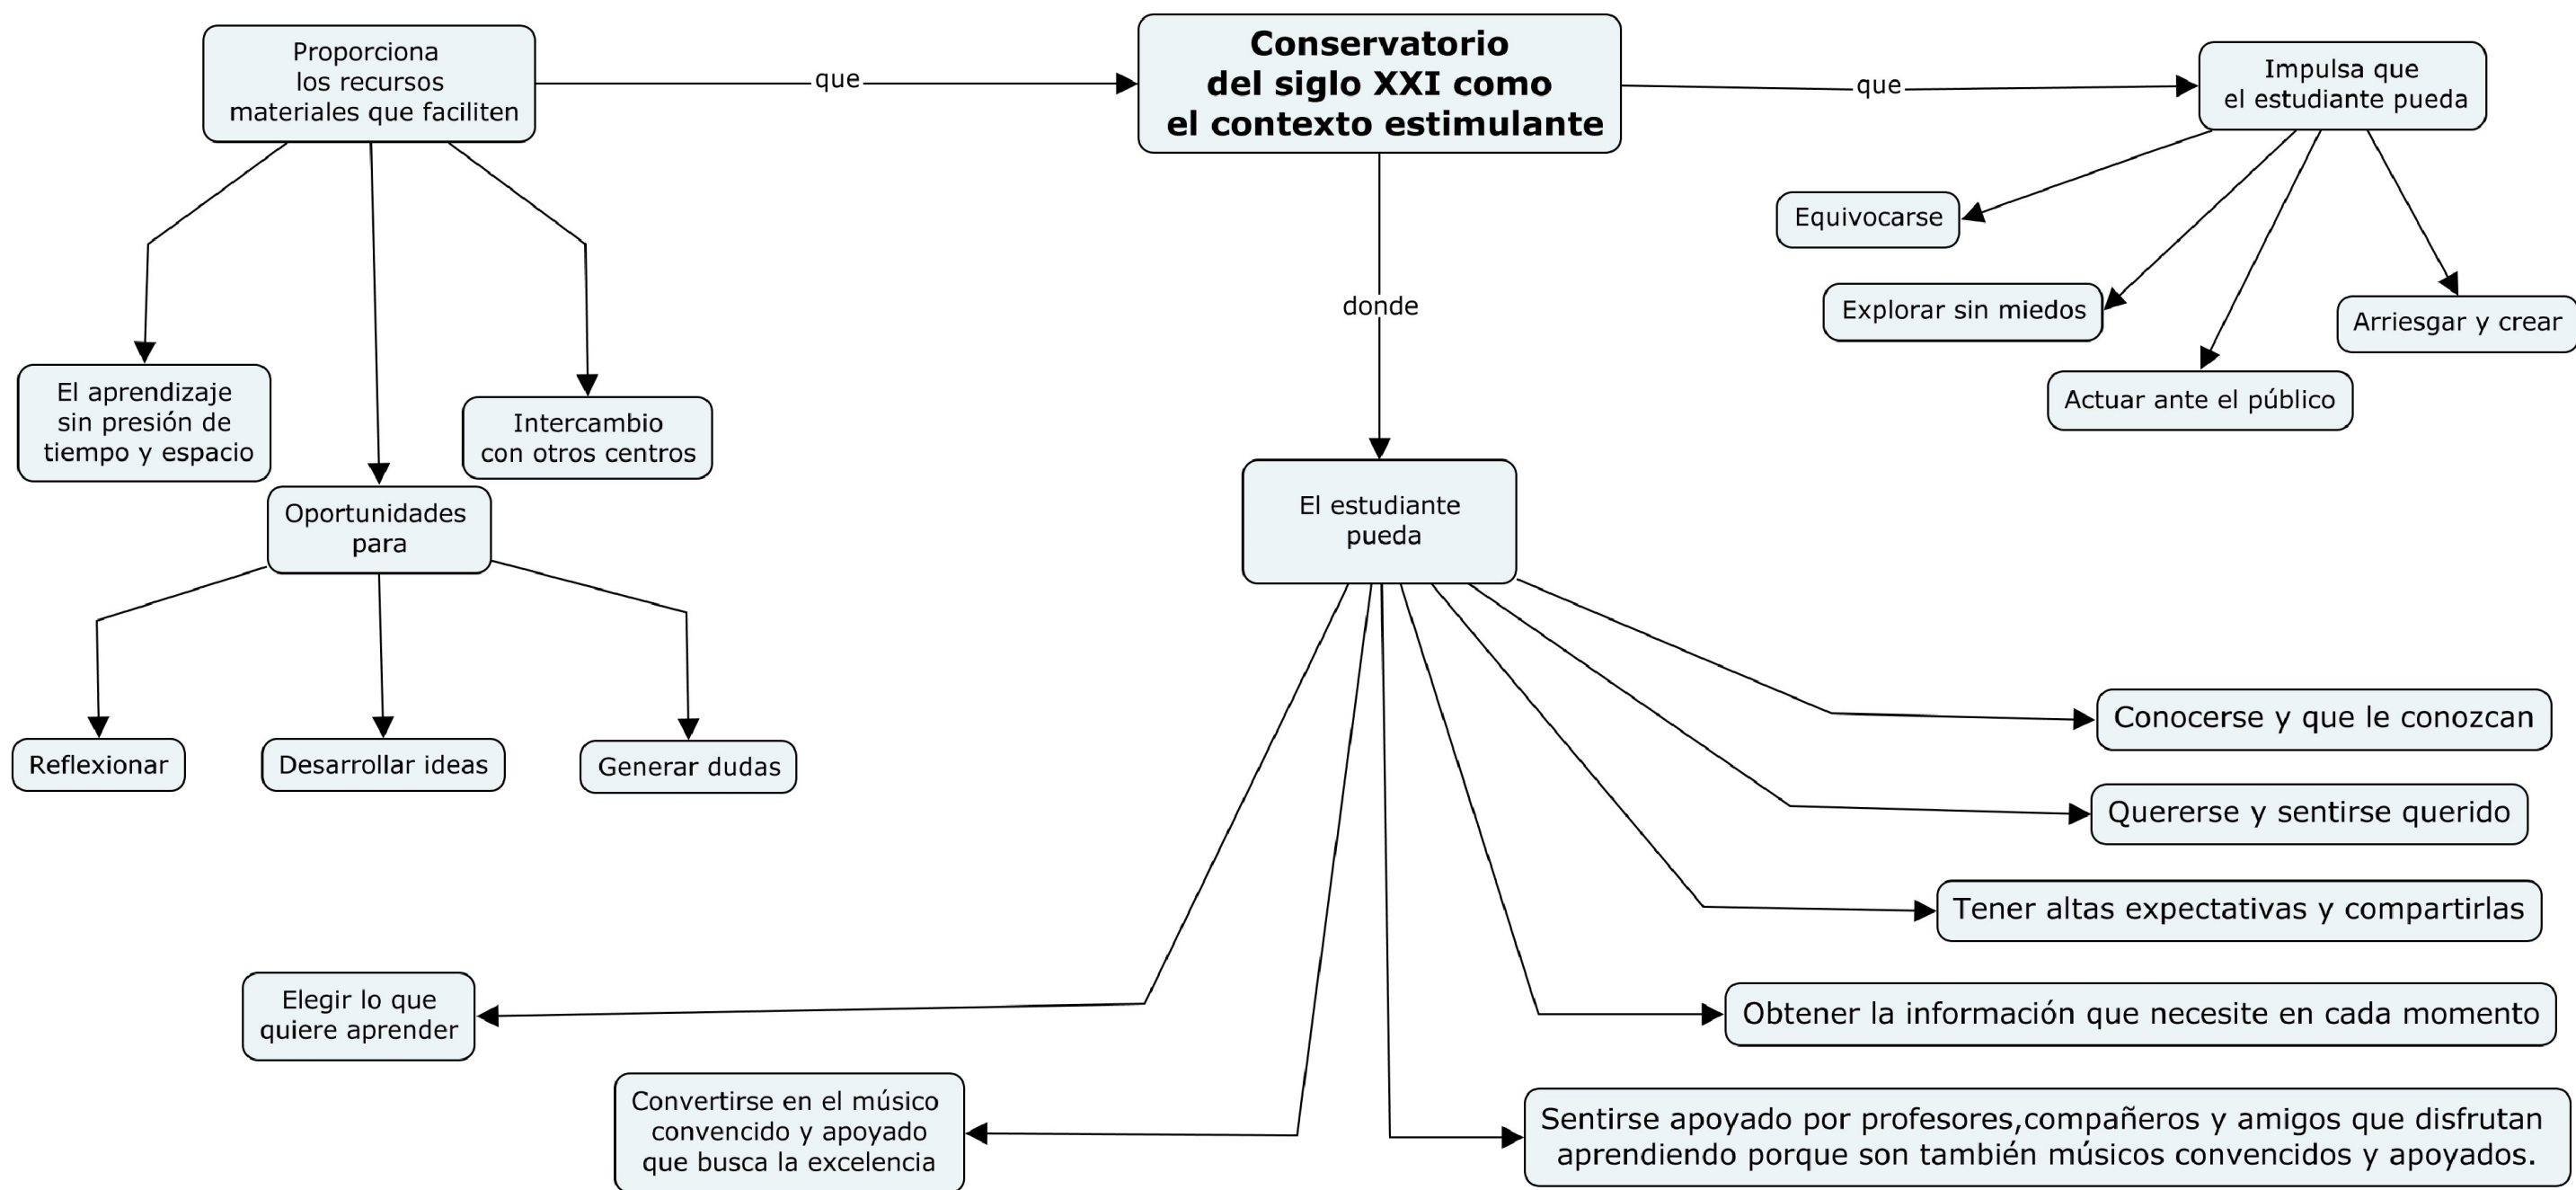 Proporciona
los recursos
materiales que faciliten
que
Conservatorio
del siglo XXI como
el contexto estimulante
que
Impulsa que
el estudiante pueda
Equivocarse
Explorar sin miedos
Arriesgar y crear
Actuar ante el público
donde
El aprendizaje
sin presión de
tiempo y espacio
Intercambio
con otros centros
Oportunidades
para
Reflexionar
Desarrollar ideas
Generar dudas
El estudiante
pueda
Conocerse y que le conozcan
Quererse y sentirse querido
Tener altas expectativas y compartirlas
Obtener la información que necesite en cada momento
Sentirse apoyado por profesores,compañeros y amigos que disfrutan
aprendiendo porque son también músicos convencidos y apoyados.
Elegir lo que
quiere aprender
Convertirse en el músico
convencido y apoyado
que busca la excelencia